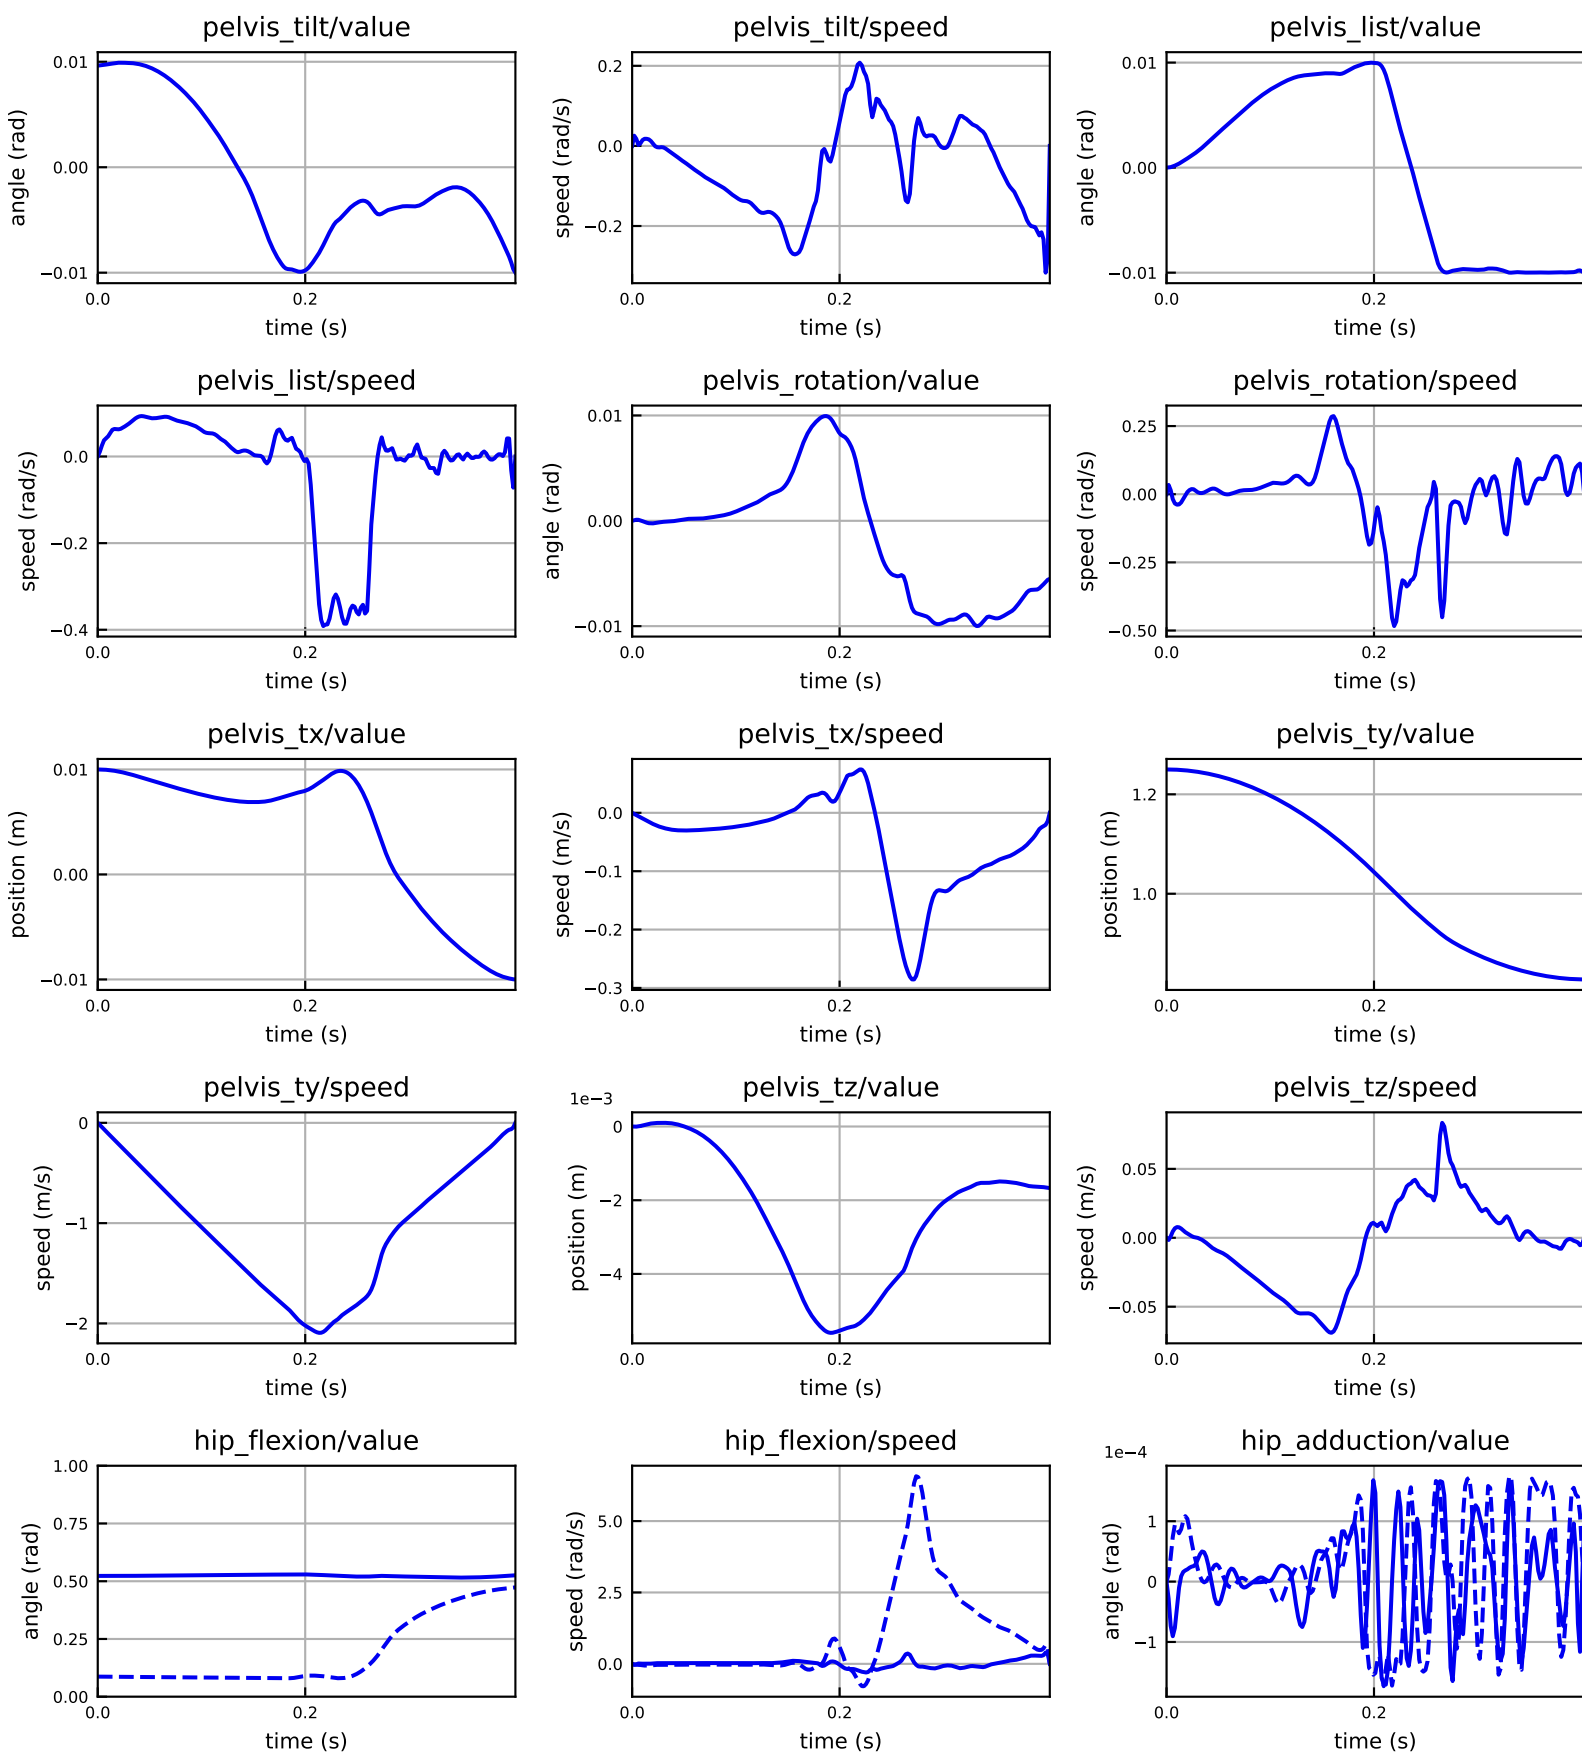 pelvis_tilt/value
pelvis_tilt/speed
pelvis_list/value
angle (rad)
0.01
0.00
−0.01
0.0
0.2
time (s)
speed (rad/s)
0.2
0.0
−0.2
0.0
0.2
time (s)
angle (rad)
0.01
0.00
−0.01
0.0
0.2
time (s)
pelvis_list/speed
pelvis_rotation/value
pelvis_rotation/speed
speed (rad/s)
0.0
−0.2
−0.4
0.0
0.2
time (s)
angle (rad)
0.01
0.00
−0.01
0.0
0.2
time (s)
speed (rad/s)
0.25
0.00
−0.25
−0.50
0.0
0.2
time (s)
pelvis_tx/value
pelvis_tx/speed
pelvis_ty/value
position (m)
0.01
0.00
−0.01
0.0
0.2
time (s)
speed (m/s)
0.0
−0.1
−0.2
−0.3
0.0
0.2
time (s)
position (m)
1.2
1.0
0.0
0.2
time (s)
pelvis_ty/speed
pelvis_tz/value
pelvis_tz/speed
speed (m/s)
0
−1
−2
0.0
0.2
time (s)
1e−3
position (m)
0
−2
−4
0.0
0.2
time (s)
speed (m/s)
0.05
0.00
−0.05
0.0
0.2
time (s)
hip_flexion/value
hip_flexion/speed
hip_adduction/value
angle (rad)
1.00
0.75
0.50
0.25
0.00
0.0
0.2
time (s)
speed (rad/s)
5.0
2.5
0.0
0.0
0.2
time (s)
1e−4
angle (rad)
1
0
−1
0.0
0.2
time (s)